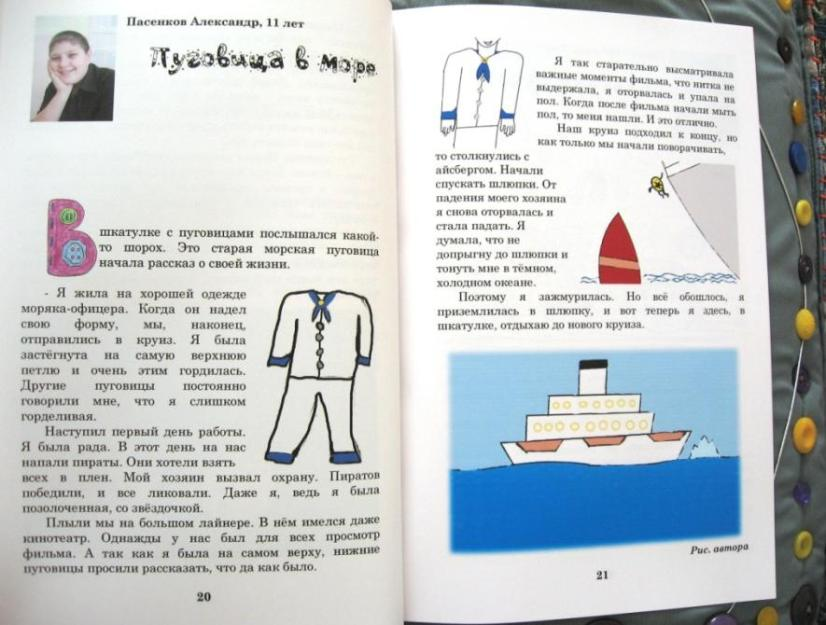 Пасенков Александр, 11 лет
Пуговица в море
В шкатулке с пуговицами послышался какой-
то шорох. Это старая морская пуговица
начала рассказ о своей жизни.
- Я жила на хорошей одежде
моряка-офицера. Когда он надел
свою форму, мы, наконец,
отправились в круиз. Я была
застёгнута на самую верхнюю
петлю и очень этим гордилась.
Другие пуговицы постоянно
говорили мне, что я слишком
горделивая.
Наступил первый день работы.
Я была рада. В этот день на нас
напали пираты. Они хотели взять
всех в плен. Мой хозяин вызвал охрану. Пиратов
победили, и все ликовали. Даже я, ведь я была
позолоченная, со звёздочкой.
Плыли мы на большом лайнере. В нём имелся даже
кинотеатр. Однажды у нас был для всех просмотр
фильма. А так как я была на самом верху, нижние
пуговицы просили рассказать, что да как было.
20
Я так старательно высматривала
важные моменты фильма, что нитка не
выдержала, я оторвалась и упала на
пол. Когда после фильма начали мыть
пол, то меня нашли. И это отлично.
Наш круиз подходил к концу, но
как только мы начали поворачивать,
то столкнулись с
айсбергом. Начали
спускать шлюпки. От
падения моего хозяина
я снова оторвалась и
стала падать. Я
думала, что не
допрыгну до шлюпки и
тонуть мне в тёмном,
холодном океане.
Поэтому я зажмурилась. Но всё обошлось, я
приземлилась в шлюпку, и вот теперь я здесь, в
шкатулке, отдыхаю до нового круиза.
Рис. автора
21